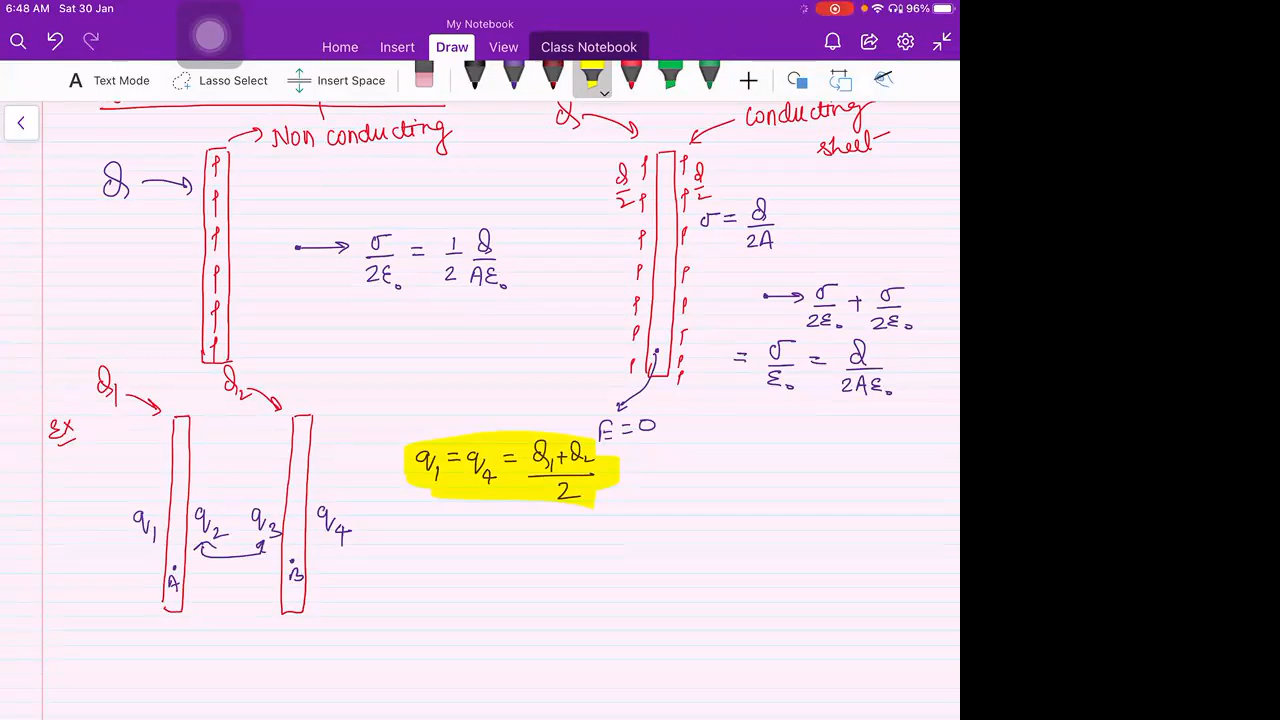 6:48 AM Sat 30 Jan
96%
My Notebook
Home Insert Draw View Class Notebook
A Text Mode Lasso Select Insert Space
Non conducting
conducting
sheet
Q
Q
Q/2
Q/2
σ = Q/2A
σ/2ε₀ = 1/2 Q/Aε₀
σ/2ε₀ + σ/2ε₀
= σ/ε₀ = Q/2Aε₀
E = 0
Ex
Q₁ Q₂
q₁ = q₄ = Q₁+Q₂/2
q₁ q₂ q₃ q₄
A B